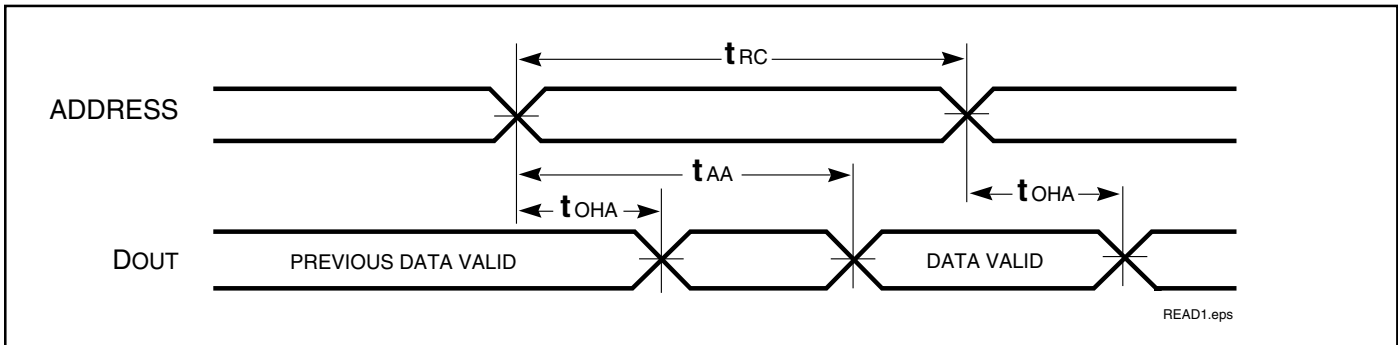 tRC
ADDRESS
tAA
tOHA
tOHA
DOUT
PREVIOUS DATA VALID
DATA VALID
READ1.eps